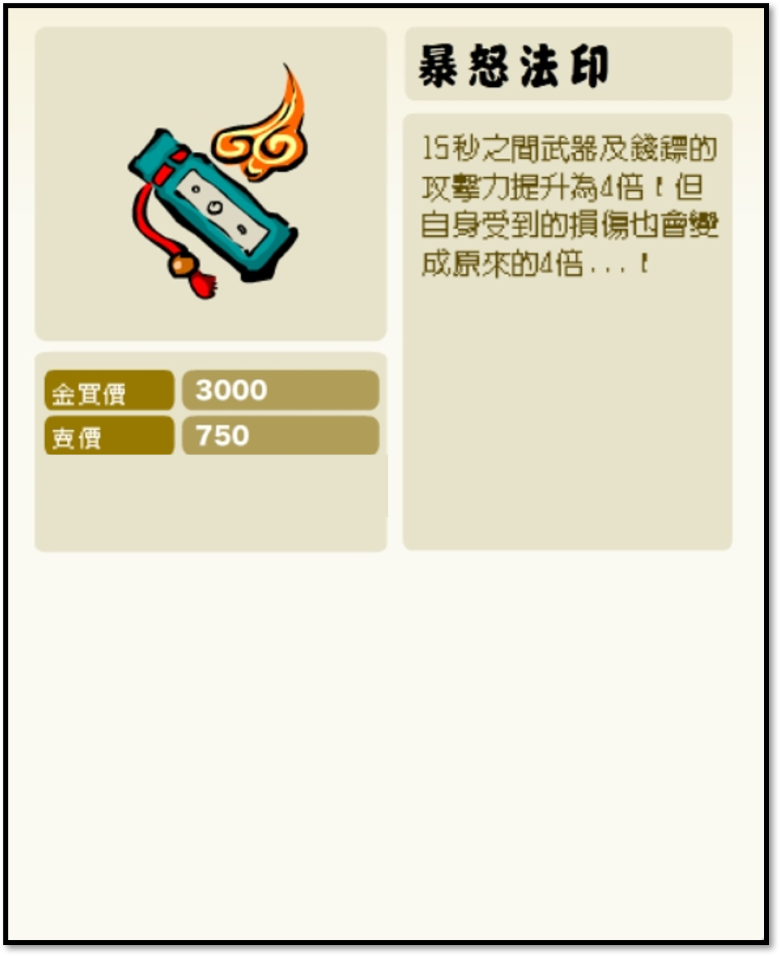 暴怒法印
15秒之間武器及錢鏢的
攻擊力提升為4倍！但
自身受到的損傷也會變
成原來的4倍...！
金買價 3000
賣價 750